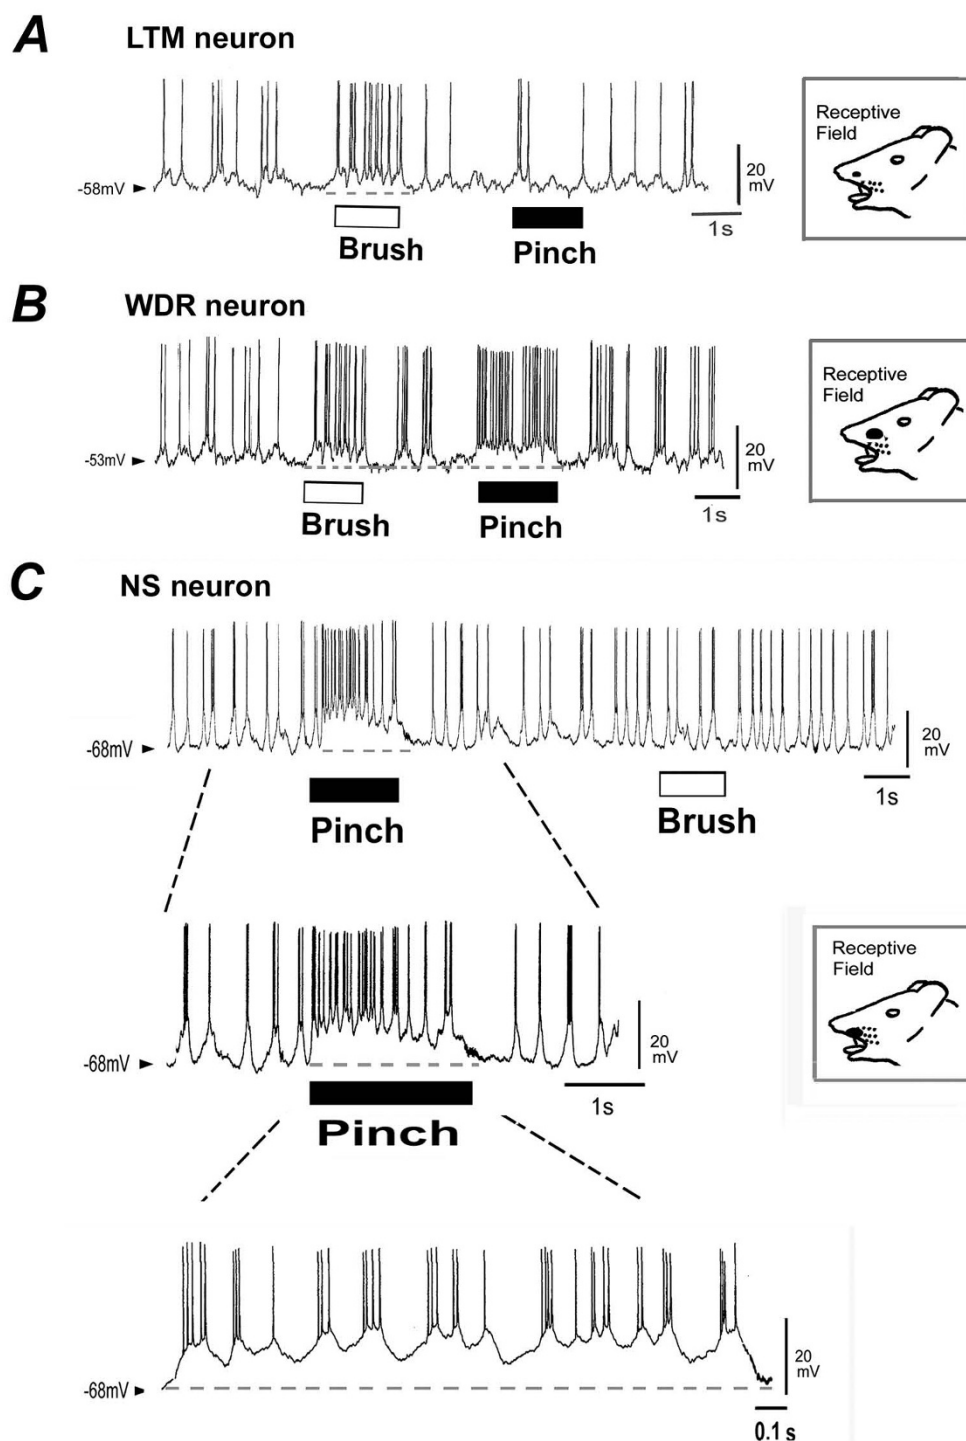 A LTM neuron
-58mV
20
mV
1s
Brush
Pinch
Receptive
Field
B WDR neuron
-53mV
20
mV
1s
Brush
Pinch
Receptive
Field
C NS neuron
-68mV
20
mV
1s
Pinch
Brush
-68mV
20
mV
1s
Pinch
Receptive
Field
-68mV
20
mV
0.1 s